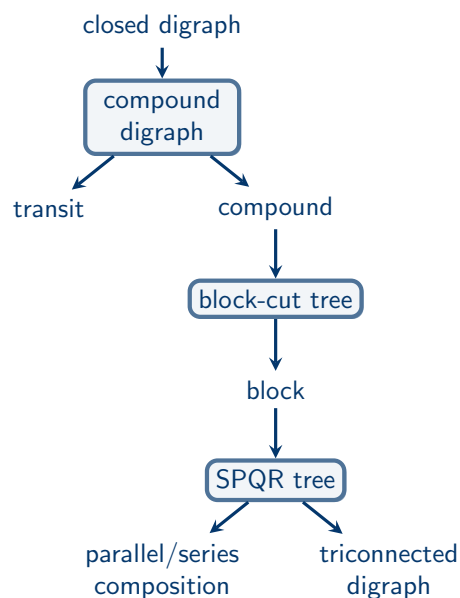 closed digraph
compound
digraph
transit
compound
block-cut tree
block
SPQR tree
parallel/series
composition
triconnected
digraph